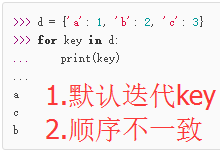 >>> d = {'a': 1, 'b': 2, 'c': 3}
>>> for key in d:
...     print(key)
...
a
c
b
1.默认迭代key
2.顺序不一致